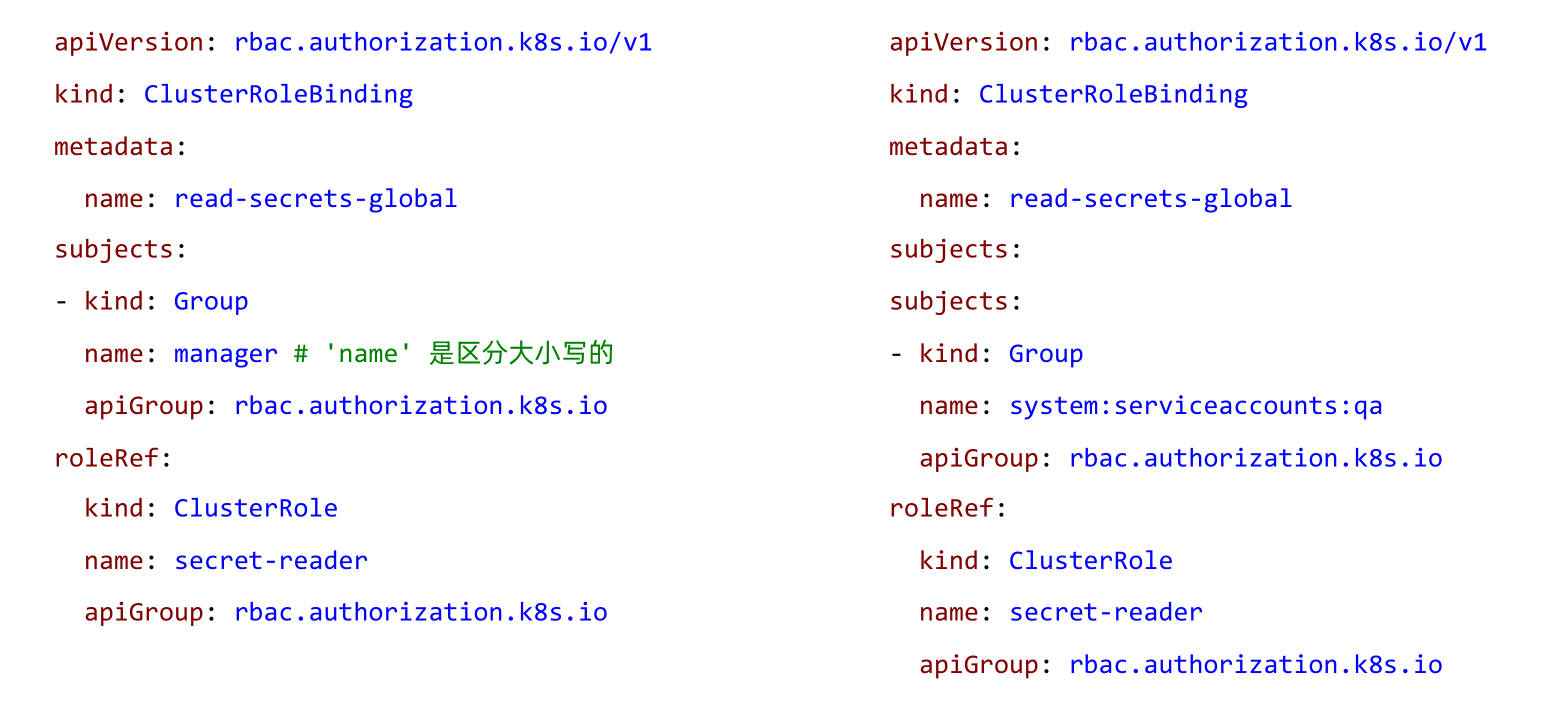 apiVersion: rbac.authorization.k8s.io/v1
kind: ClusterRoleBinding
metadata:
  name: read-secrets-global
subjects:
- kind: Group
  name: manager # 'name' 是区分大小写的
  apiGroup: rbac.authorization.k8s.io
roleRef:
  kind: ClusterRole
  name: secret-reader
  apiGroup: rbac.authorization.k8s.io
apiVersion: rbac.authorization.k8s.io/v1
kind: ClusterRoleBinding
metadata:
  name: read-secrets-global
subjects:
subjects:
- kind: Group
  name: system:serviceaccounts:qa
  apiGroup: rbac.authorization.k8s.io
roleRef:
  kind: ClusterRole
  name: secret-reader
  apiGroup: rbac.authorization.k8s.io